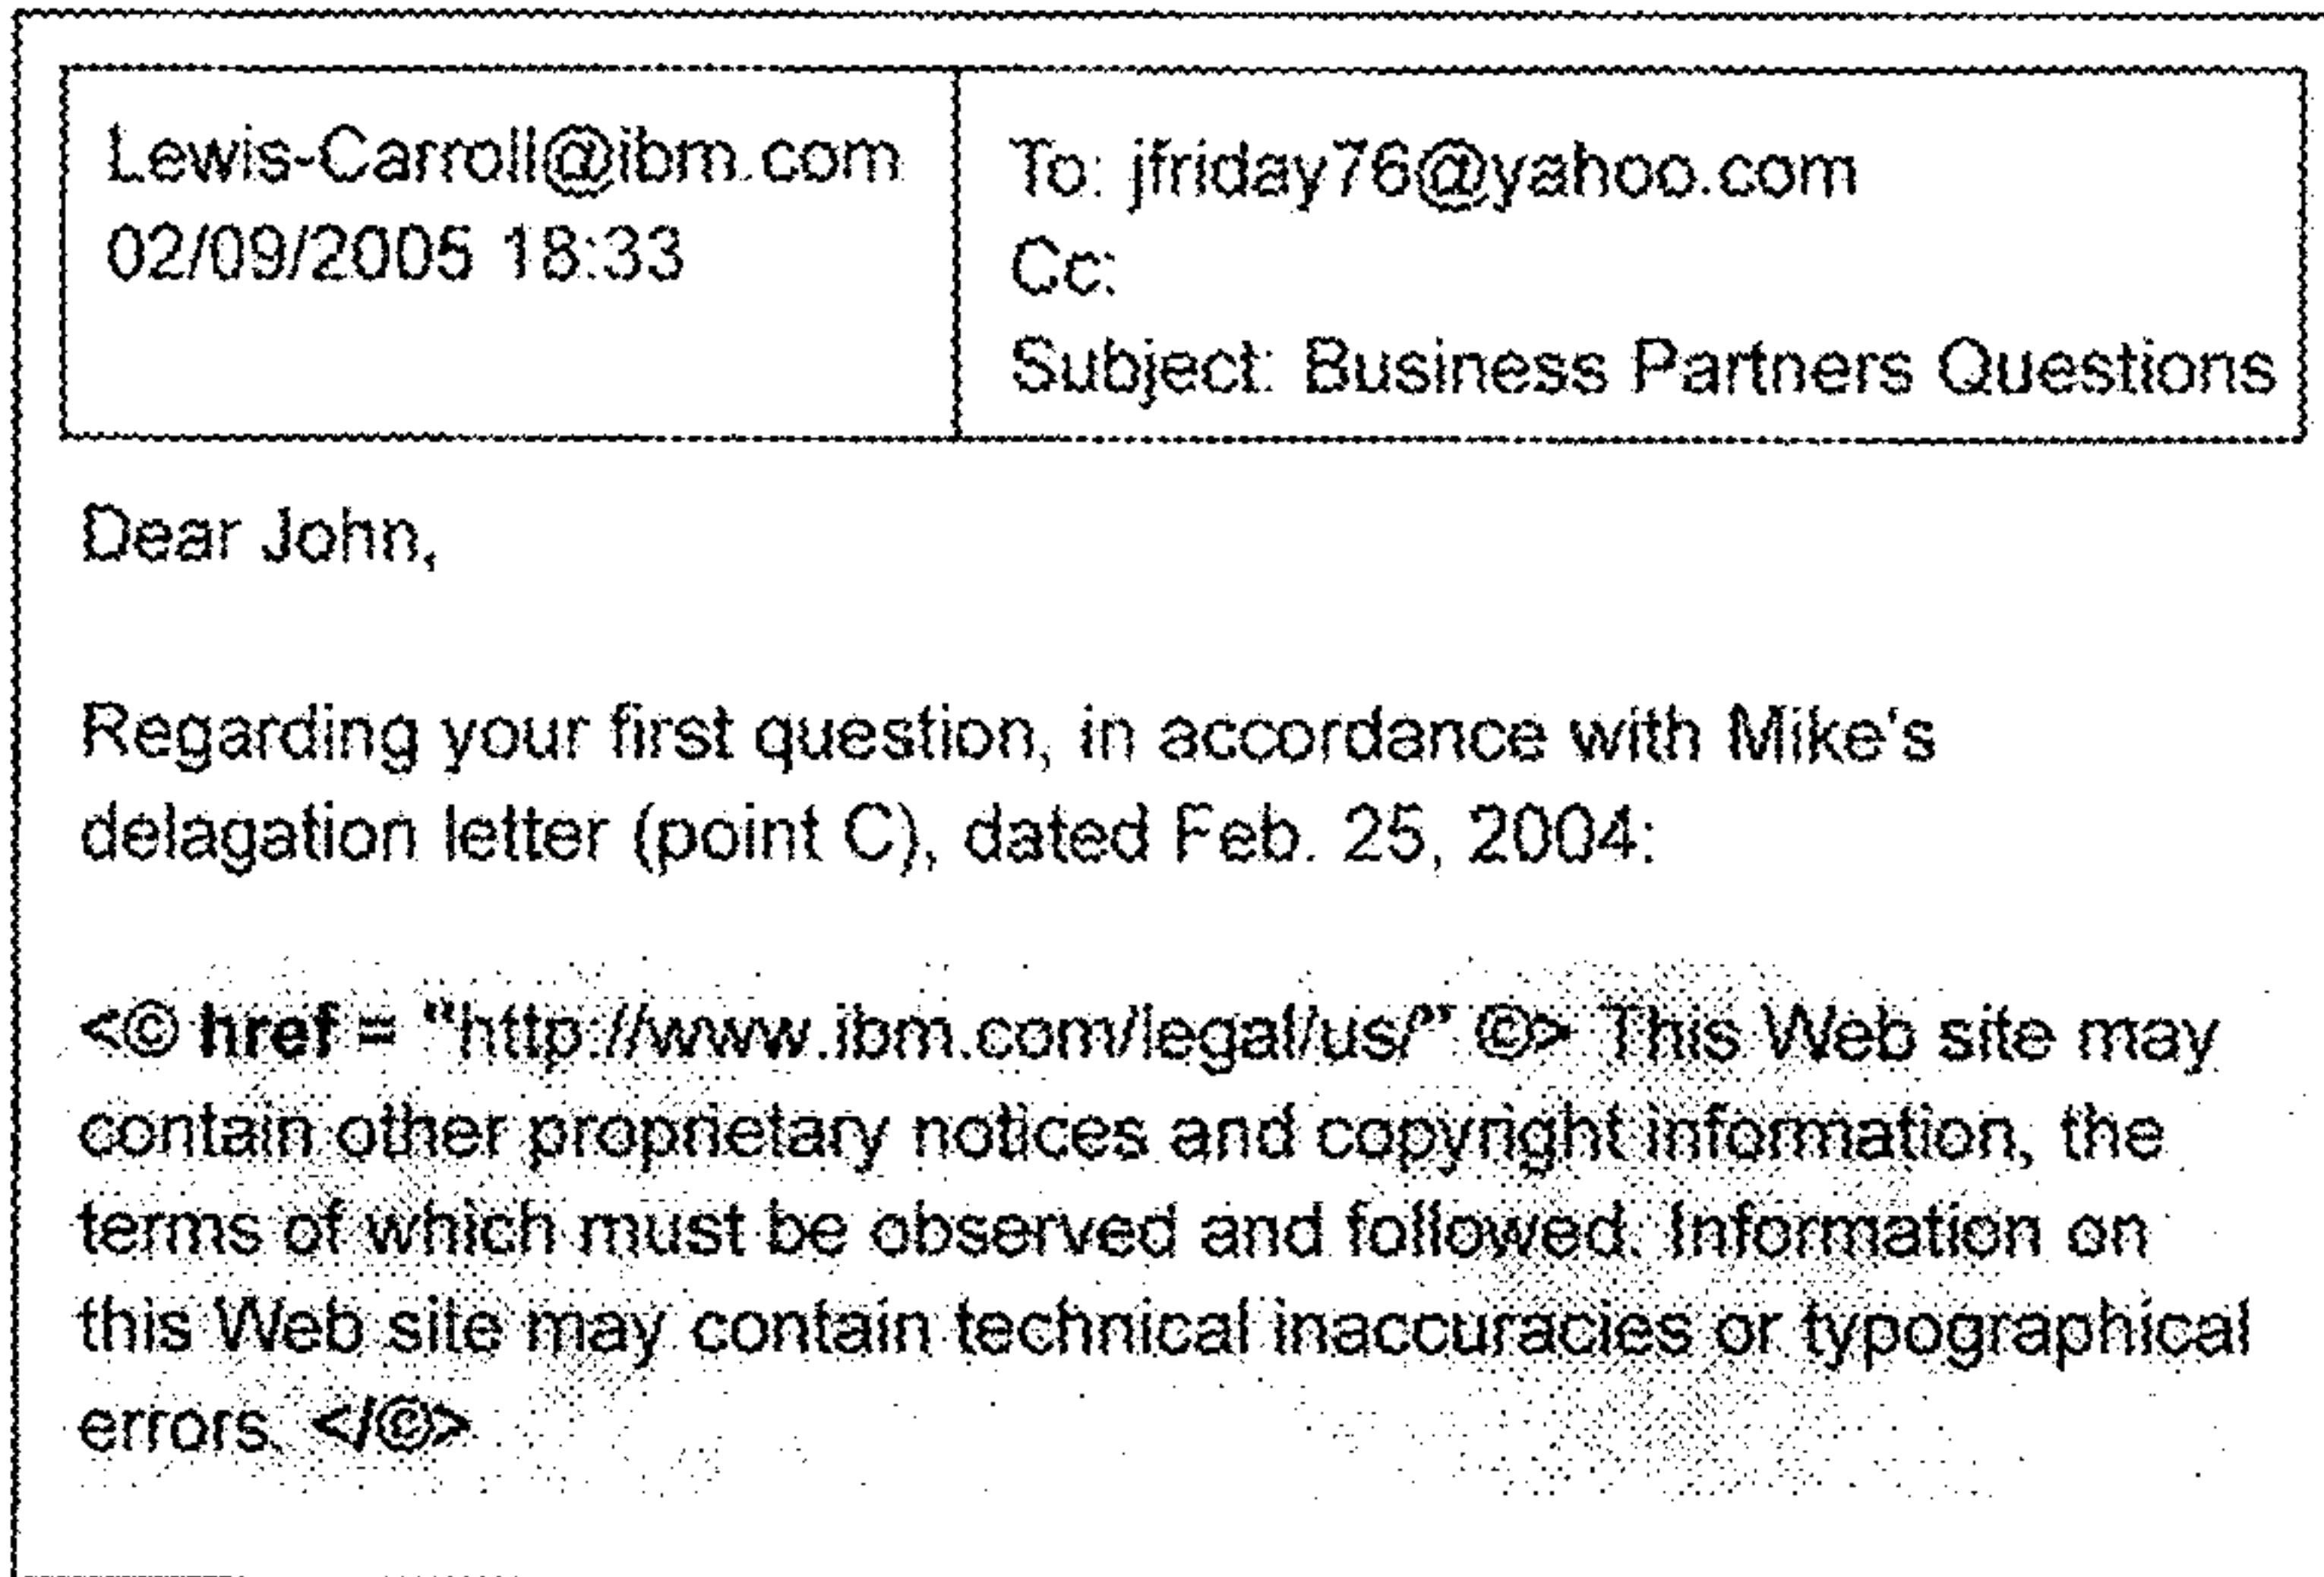 Lewis-Carroll@ibm.com
02/09/2005 18:33
To: jfriday76@yahoo.com
Cc:
Subject: Business Partners Questions
Dear John,
Regarding your first question, in accordance with Mike's
delagation letter (point C), dated Feb. 25, 2004:
<© href = "http://www.ibm.com/legal/us/" ©> This Web site may
contain other proprietary notices and copyright information, the
terms of which must be observed and followed. Information on
this Web site may contain technical inaccuracies or typographical
errors. </©>